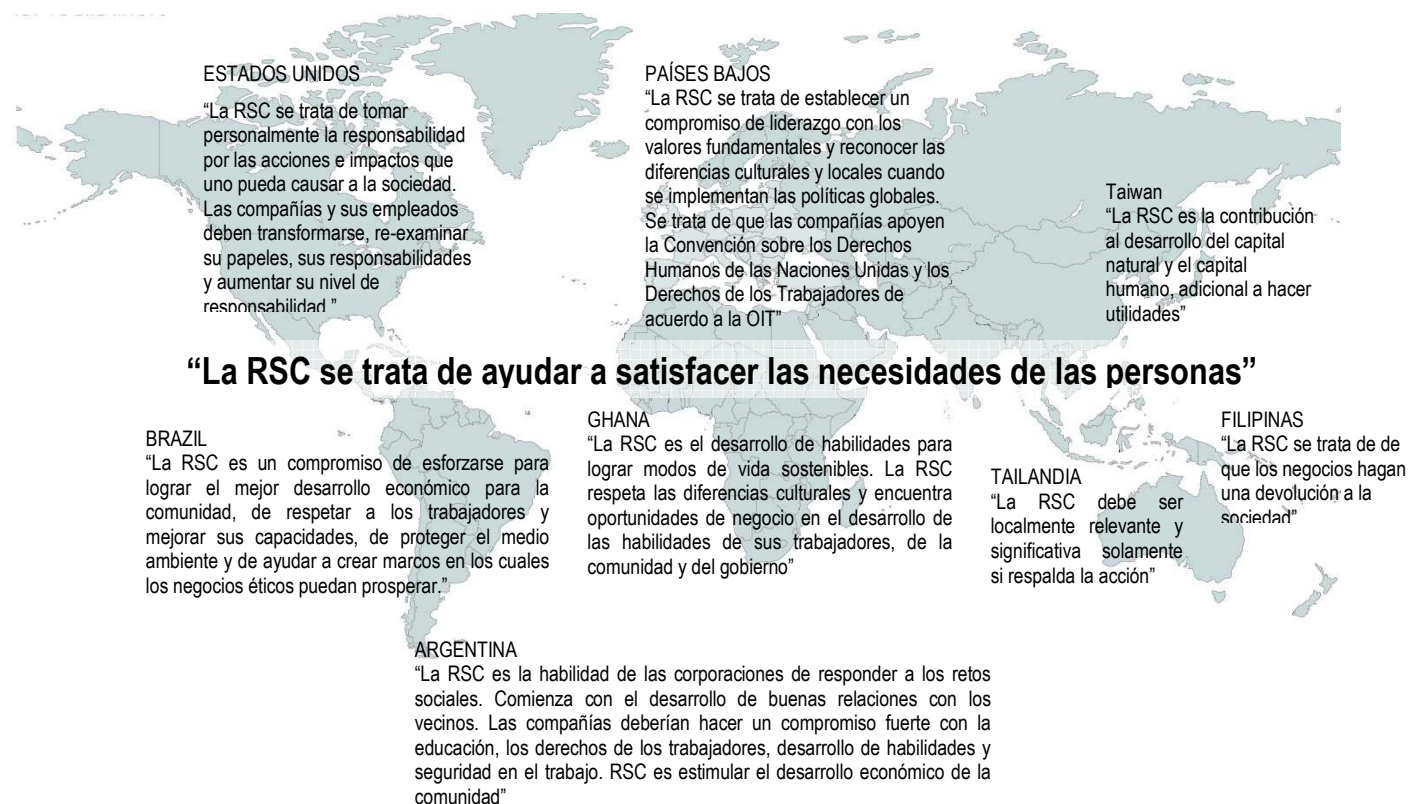 ESTADOS UNIDOS
“La RSC se trata de tomar
personalmente la responsabilidad
por las acciones e impactos que
uno pueda causar a la sociedad.
Las compañías y sus empleados
deben transformarse, re-examinar
su papeles, sus responsabilidades
y aumentar su nivel de
responsabilidad ”
PAÍSES BAJOS
“La RSC se trata de establecer un
compromiso de liderazgo con los
valores fundamentales y reconocer las
diferencias culturales y locales cuando
se implementan las políticas globales.
Se trata de que las compañías apoyen
la Convención sobre los Derechos
Humanos de las Naciones Unidas y los
Derechos de los Trabajadores de
acuerdo a la OIT”
Taiwan
“La RSC es la contribución
al desarrollo del capital
natural y el capital
humano, adicional a hacer
utilidades”
“La RSC se trata de ayudar a satisfacer las necesidades de las personas”
BRAZIL
“La RSC es un compromiso de esforzarse para
lograr el mejor desarrollo económico para la
comunidad, de respetar a los trabajadores y
mejorar sus capacidades, de proteger el medio
ambiente y de ayudar a crear marcos en los cuales
los negocios éticos puedan prosperar.”
GHANA
“La RSC es el desarrollo de habilidades para
lograr modos de vida sostenibles. La RSC
respeta las diferencias culturales y encuentra
oportunidades de negocio en el desarrollo de
las habilidades de sus trabajadores, de la
comunidad y del gobierno”
TAILANDIA
“La RSC debe ser
localmente relevante y
significativa solamente
si respalda la acción”
FILIPINAS
“La RSC se trata de de
que los negocios hagan
una devolución a la
sociedad”
ARGENTINA
“La RSC es la habilidad de las corporaciones de responder a los retos
sociales. Comienza con el desarrollo de buenas relaciones con los
vecinos. Las compañías deberían hacer un compromiso fuerte con la
educación, los derechos de los trabajadores, desarrollo de habilidades y
seguridad en el trabajo. RSC es estimular el desarrollo económico de la
comunidad”